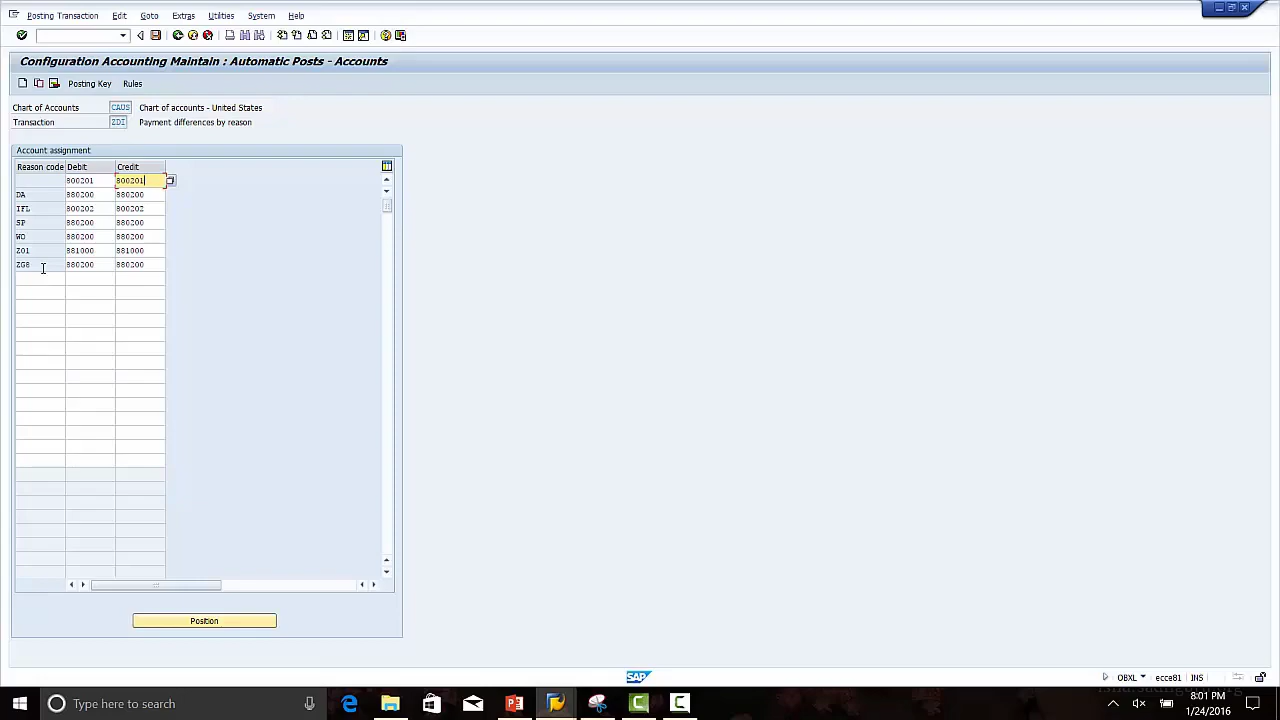 Posting Transaction Edit Goto Extras Utilities System Help
Configuration Accounting Maintain : Automatic Posts - Accounts
Posting Key Rules
Chart of Accounts CAUS Chart of accounts - United States
Transaction ZDI Payment differences by reason
Account assignment
Reason code Debit Credit
800201 800201
DA 880200 880200
IFL 800202 800202
SP 880200 880200
WO 880200 880200
Z01 881000 881000
ZG8 880200 880200
Position
SAP
OBXL ecce81 INS
Type here to search
8:01 PM
1/24/2016